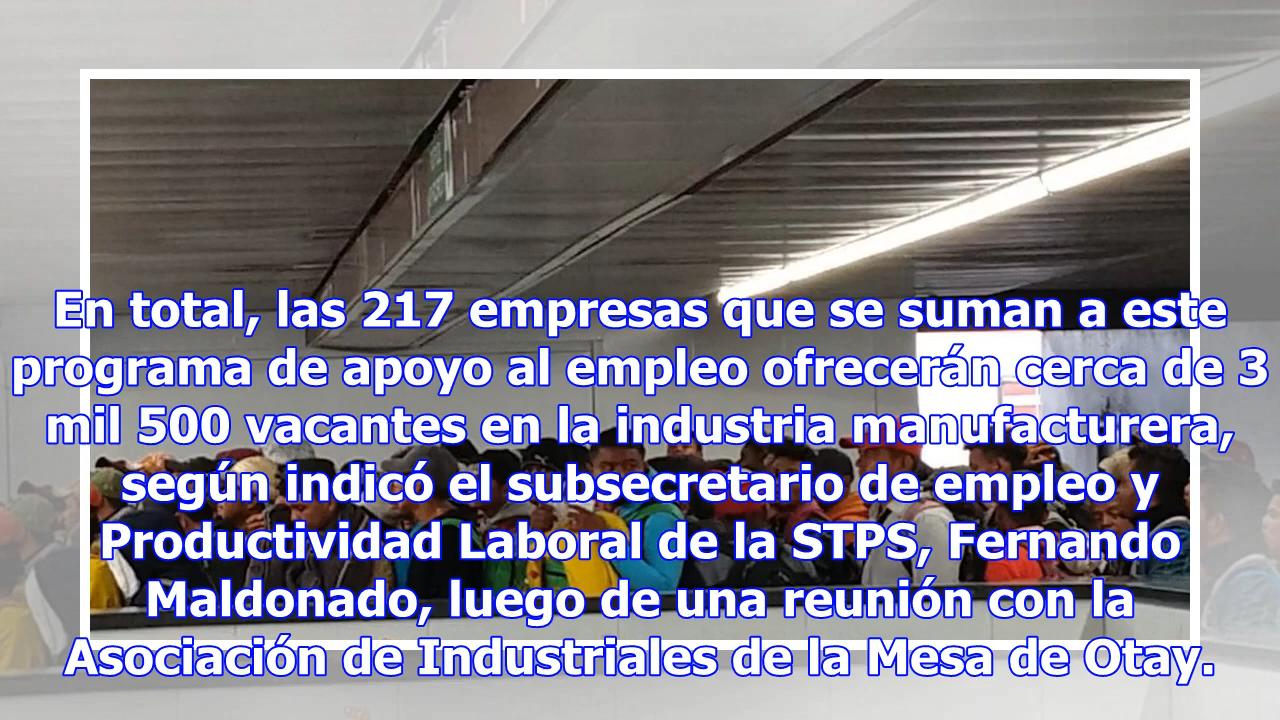 En total, las 217 empresas que se suman a este
programa de apoyo al empleo ofrecerán cerca de 3
mil 500 vacantes en la industria manufacturera,
según indicó el subsecretario de empleo y
Productividad Laboral de la STPS, Fernando
Maldonado, luego de una reunión con la
Asociación de Industriales de la Mesa de Otay.